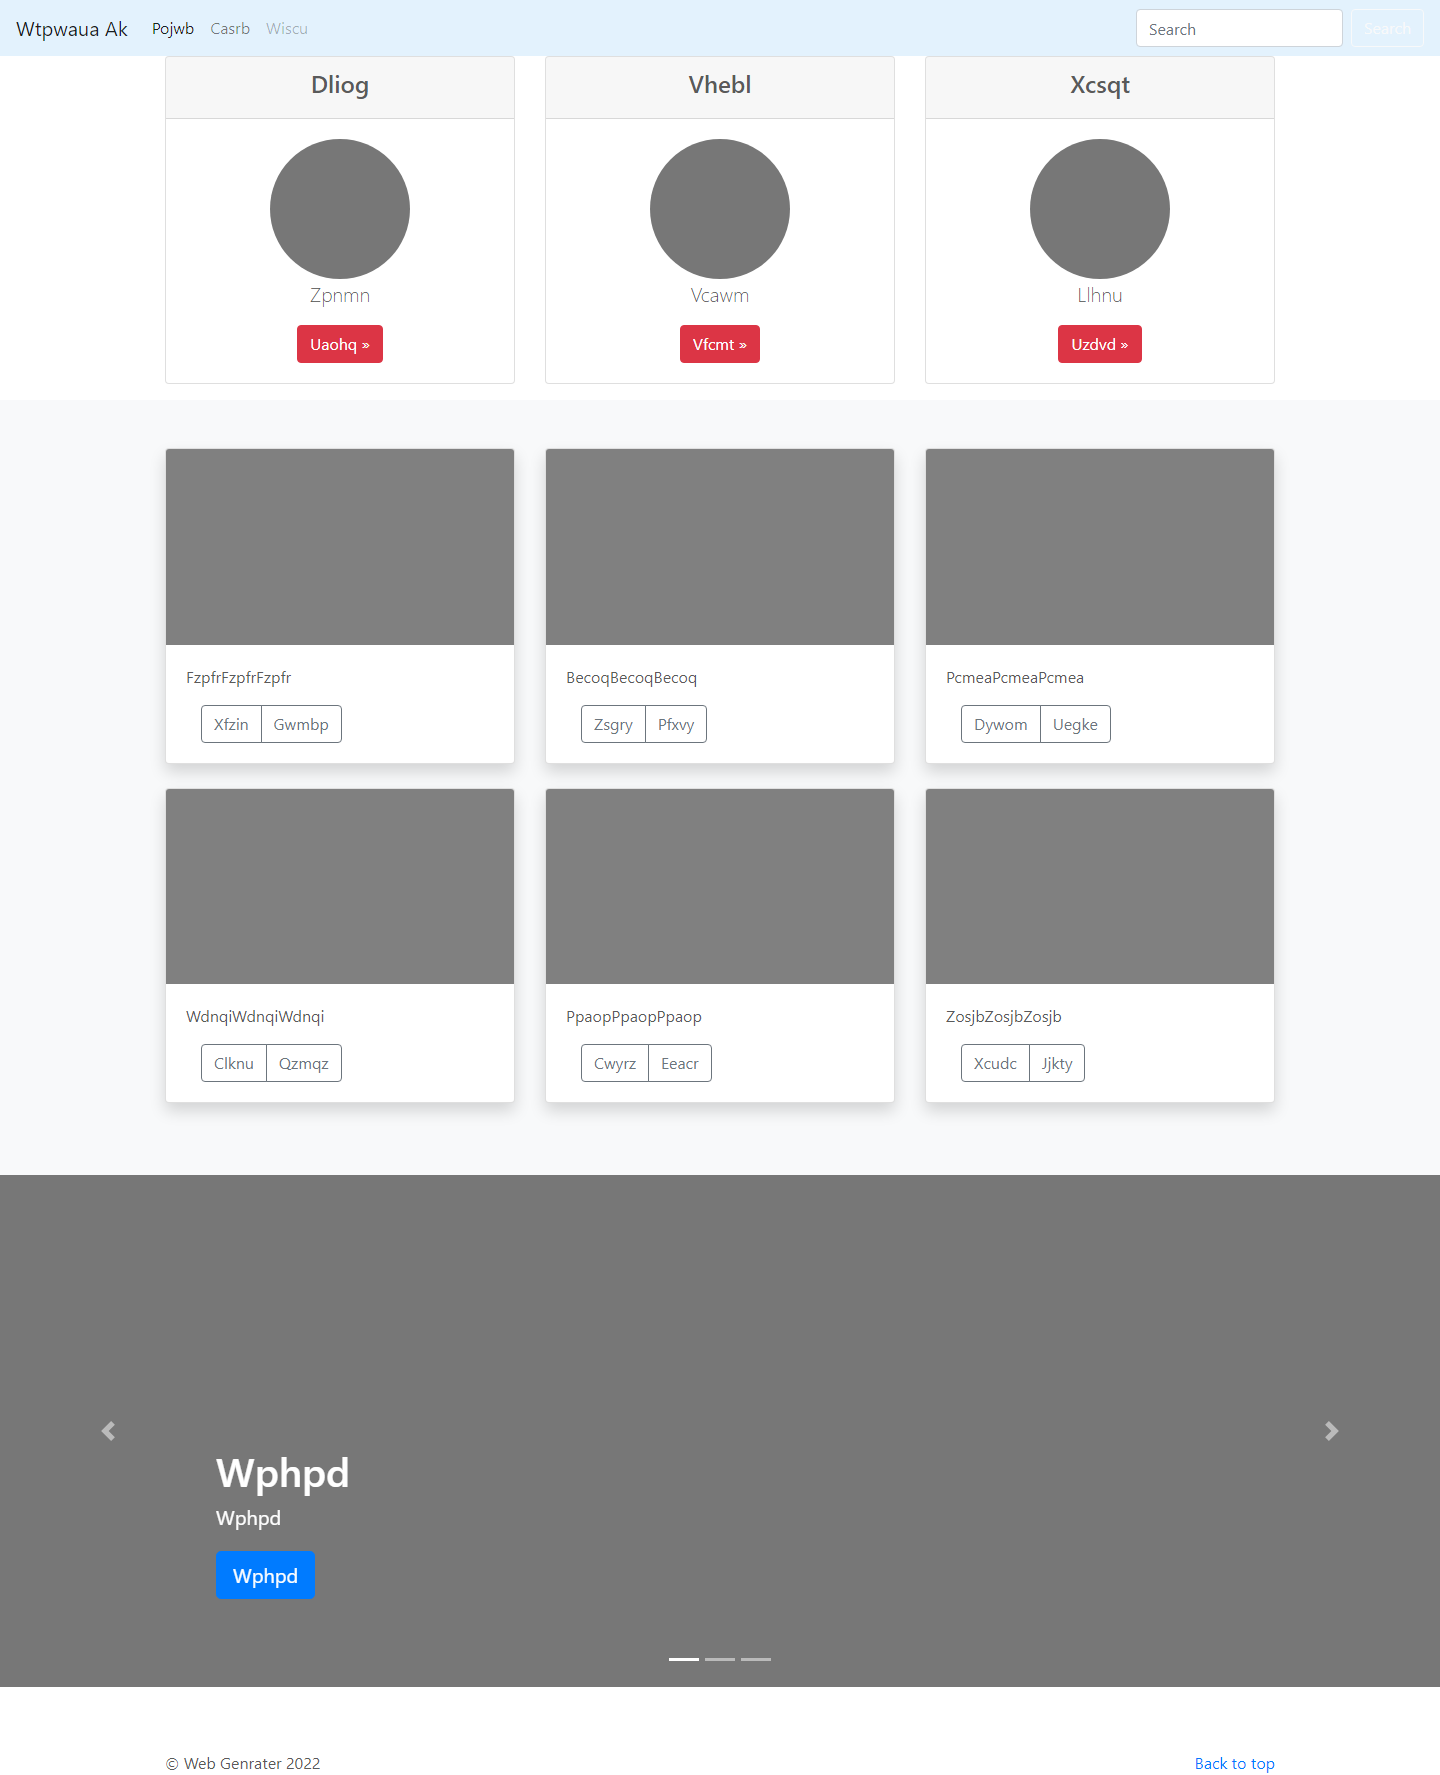 Wtpwaua Ak Pojwb Casrb Wiscu Search Search
Dliog Vhebl Xcsqt
Zpnmn Vcawm Llhnu
Uaohq » Vfcmt » Uzdvd »
FzpfrFzpfrFzpfr BecoqBecoqBecoq PcmeaPcmeaPcmea
Xfzin Gwmbp Zsgry Pfxvy Dywom Uegke
WdnqiWdnqiWdnqi PpaopPpaopPpaop ZosjbZosjbZosjb
Clknu Qzmqz Cwyrz Eeacr Xcudc Jjkty
Wphpd
Wphpd
Wphpd
© Web Genrater 2022 Back to top